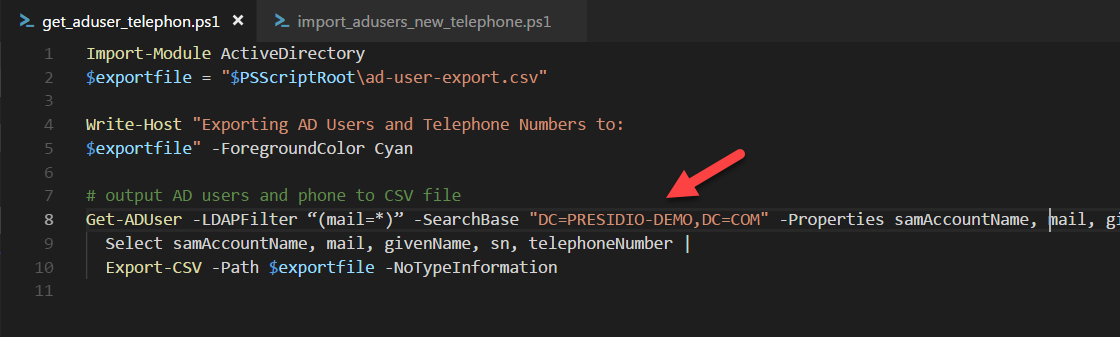 get_aduser_telephon.ps1 × import_adusers_new_telephone.ps1
1 Import-Module ActiveDirectory
2 $exportfile = "$PSScriptRoot\ad-user-export.csv"
3
4 Write-Host "Exporting AD Users and Telephone Numbers to:
5 $exportfile" -ForegroundColor Cyan
6
7 # output AD users and phone to CSV file
8 Get-ADUser -LDAPFilter “(mail=*)” -SearchBase "DC=PRESIDIO-DEMO,DC=COM" -Properties samAccountName, mail, gi
9 Select samAccountName, mail, givenName, sn, telephoneNumber |
10 Export-CSV -Path $exportfile -NoTypeInformation
11